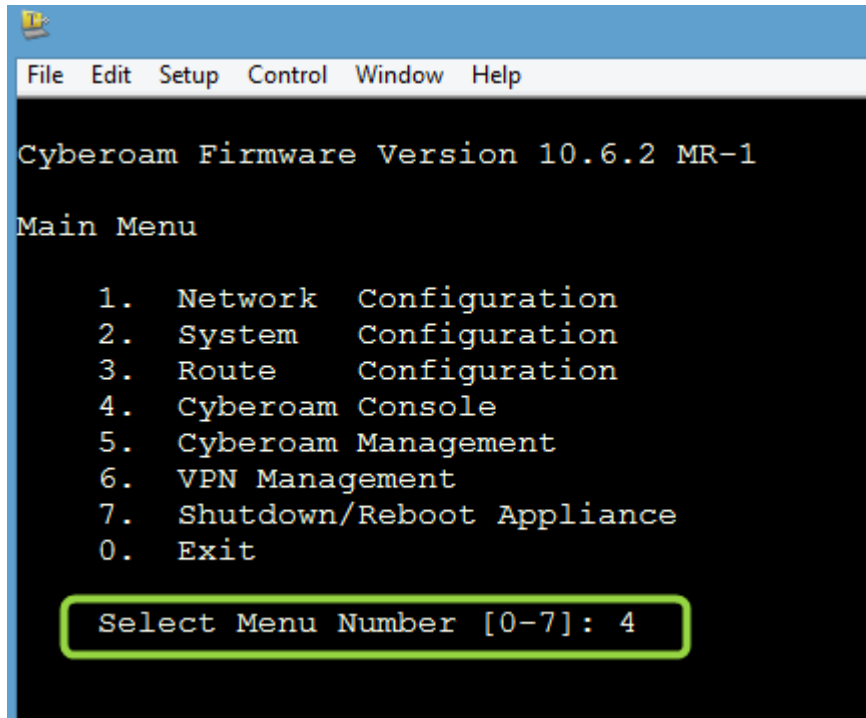 File Edit Setup Control Window Help
Cyberoam Firmware Version 10.6.2 MR-1
Main Menu
1. Network Configuration
2. System Configuration
3. Route Configuration
4. Cyberoam Console
5. Cyberoam Management
6. VPN Management
7. Shutdown/Reboot Appliance
0. Exit
Select Menu Number [0-7]: 4